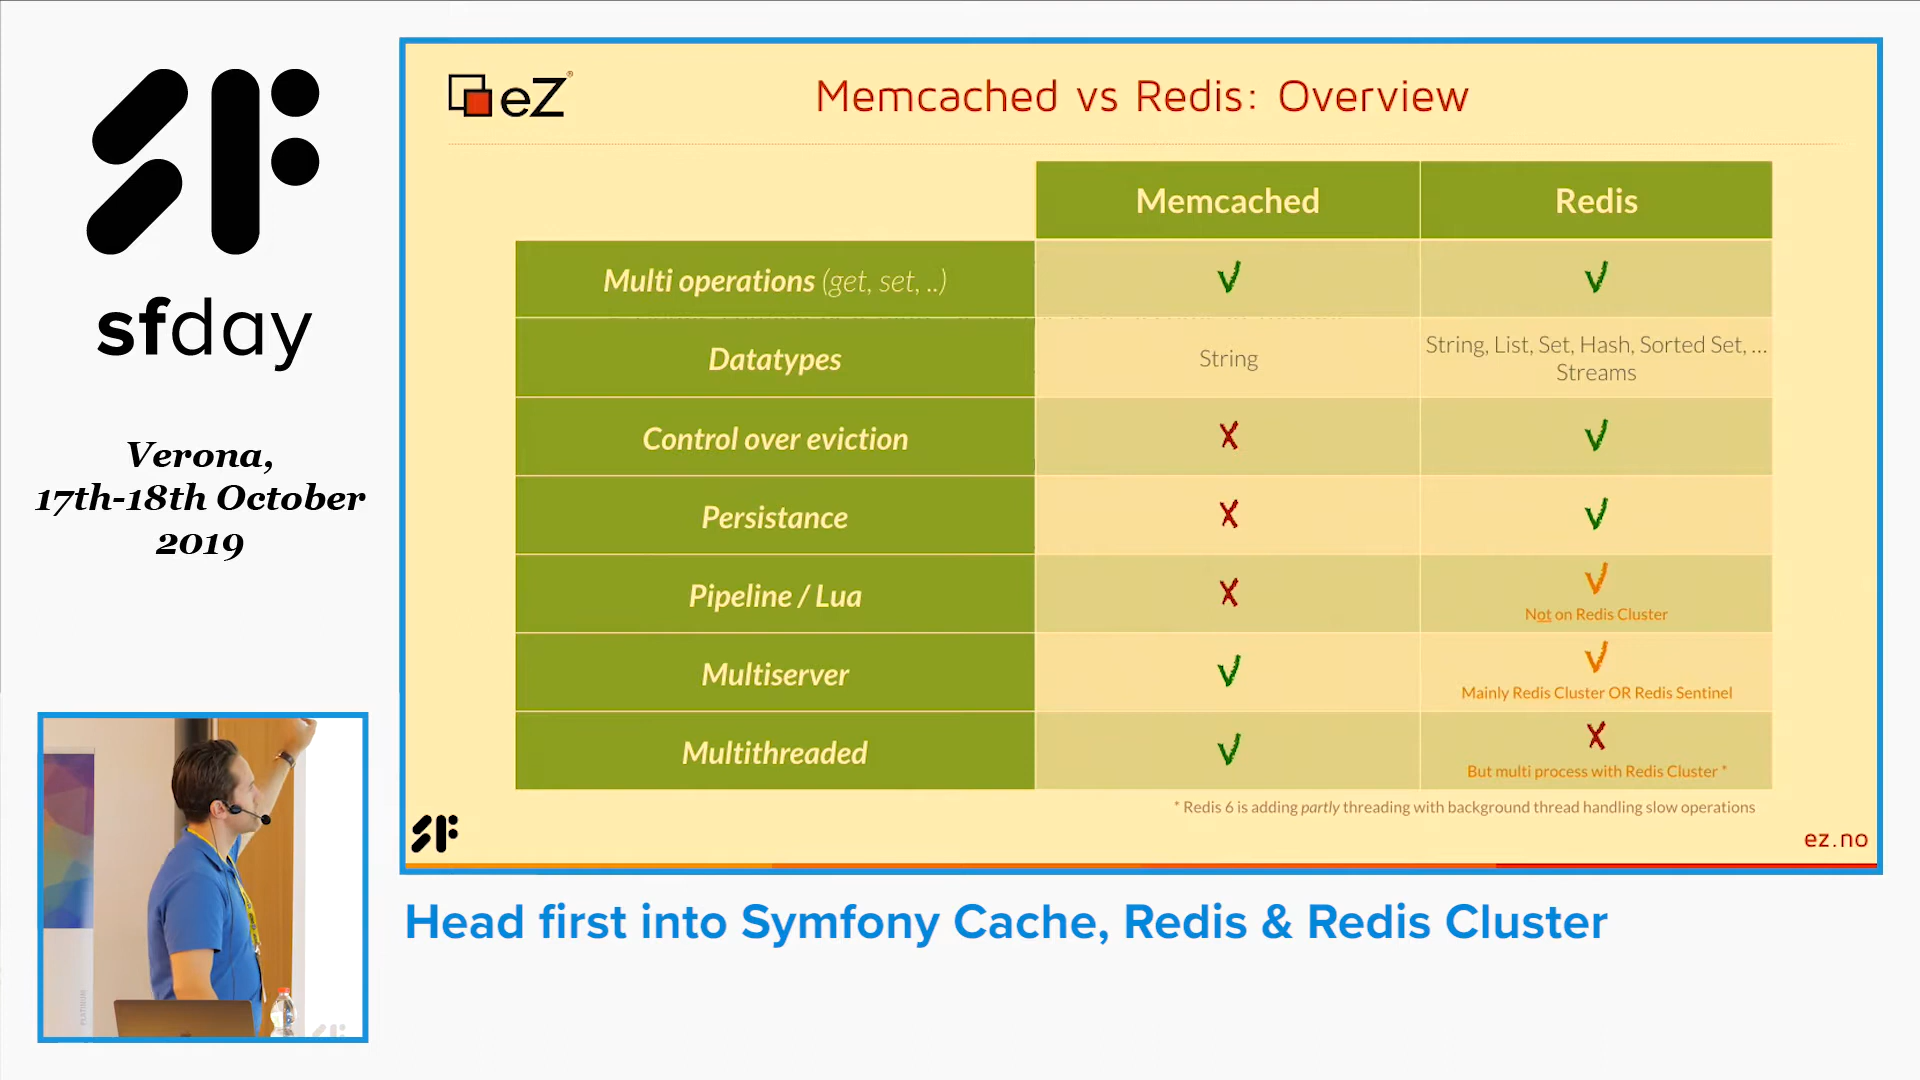 sfday
Verona,
17th-18th October
2019
eZ
Memcached vs Redis: Overview
Memcached
Redis
Multi operations (get, set, ..)
Datatypes
String
String, List, Set, Hash, Sorted Set, ...
Streams
Control over eviction
Persistance
Pipeline / Lua
Not on Redis Cluster
Multiserver
Mainly Redis Cluster OR Redis Sentinel
Multithreaded
But multi process with Redis Cluster *
* Redis 6 is adding partly threading with background thread handling slow operations
ez.no
PLATINUM
Head first into Symfony Cache, Redis & Redis Cluster